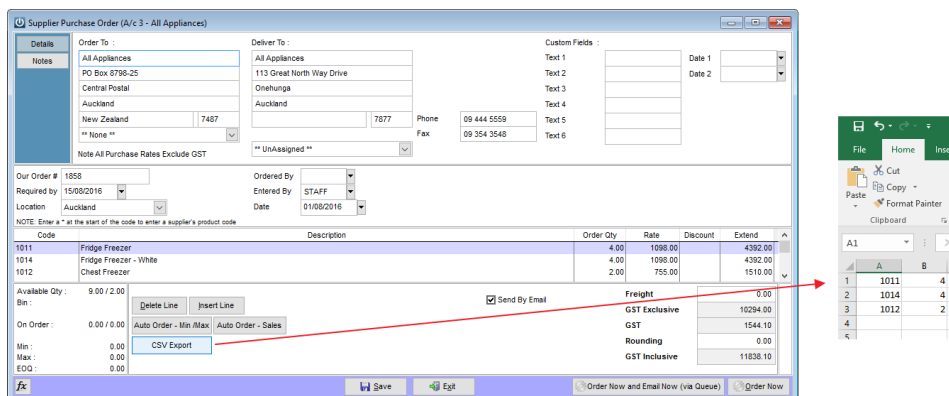 Supplier Purchase Order (A/c 3 - All Appliances)
Details
Notes
Order To :
All Appliances
PO Box 8798-25
Central Postal
Auckland
New Zealand 7487
** None **
Note All Purchase Rates Exclude GST
Deliver To :
All Appliances
113 Great North Way Drive
Onehunga
Auckland
7877
** UnAssigned **
Phone 09 444 5559
Fax 09 354 3548
Custom Fields :
Text 1
Text 2
Text 3
Text 4
Text 5
Text 6
Date 1
Date 2
Our Order # 1858
Required by 15/08/2016
Location Auckland
Ordered By
Entered By STAFF
Date 01/08/2016
NOTE: Enter a * at the start of the code to enter a supplier's product code
Code Description Order Qty Rate Discount Extend
1011 Fridge Freezer 4.00 1098.00 4392.00
1014 Fridge Freezer - White 4.00 1098.00 4392.00
1012 Chest Freezer 2.00 755.00 1510.00
Available Qty : 9.00 / 2.00
Bin :
On Order : 0.00 / 0.00
Min : 0.00
Max : 0.00
EOQ : 0.00
Delete Line Insert Line
Auto Order - Min /Max Auto Order - Sales
CSV Export
Send By Email
Freight 0.00
GST Exclusive 10294.00
GST 1544.10
Rounding 0.00
GST Inclusive 11838.10
fx Save Exit Order Now and Email Now (via Queue) Order Now
File Home Inse
Paste
Cut
Copy
Format Painter
Clipboard
A1
A B
1 1011 4
2 1014 4
3 1012 2
4
5